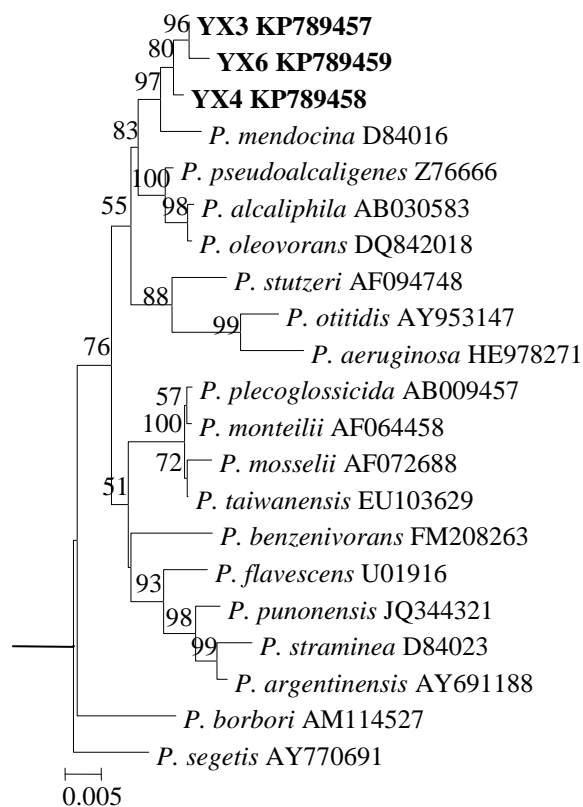 96 YX3 KP789457
80 YX6 KP789459
97 YX4 KP789458
83 P. mendocina D84016
100 P. pseudoalcaligenes Z76666
55 98 P. alcaliphila AB030583
P. oleovorans DQ842018
88 P. stutzeri AF094748
99 P. otitidis AY953147
76 P. aeruginosa HE978271
57 P. plecoglossicida AB009457
100 P. monteilii AF064458
72 P. mosselii AF072688
51 P. taiwanensis EU103629
P. benzenivorans FM208263
93 P. flavescens U01916
98 P. punonensis JQ344321
99 P. straminea D84023
P. argentinensis AY691188
P. borbori AM114527
P. segetis AY770691
0.005